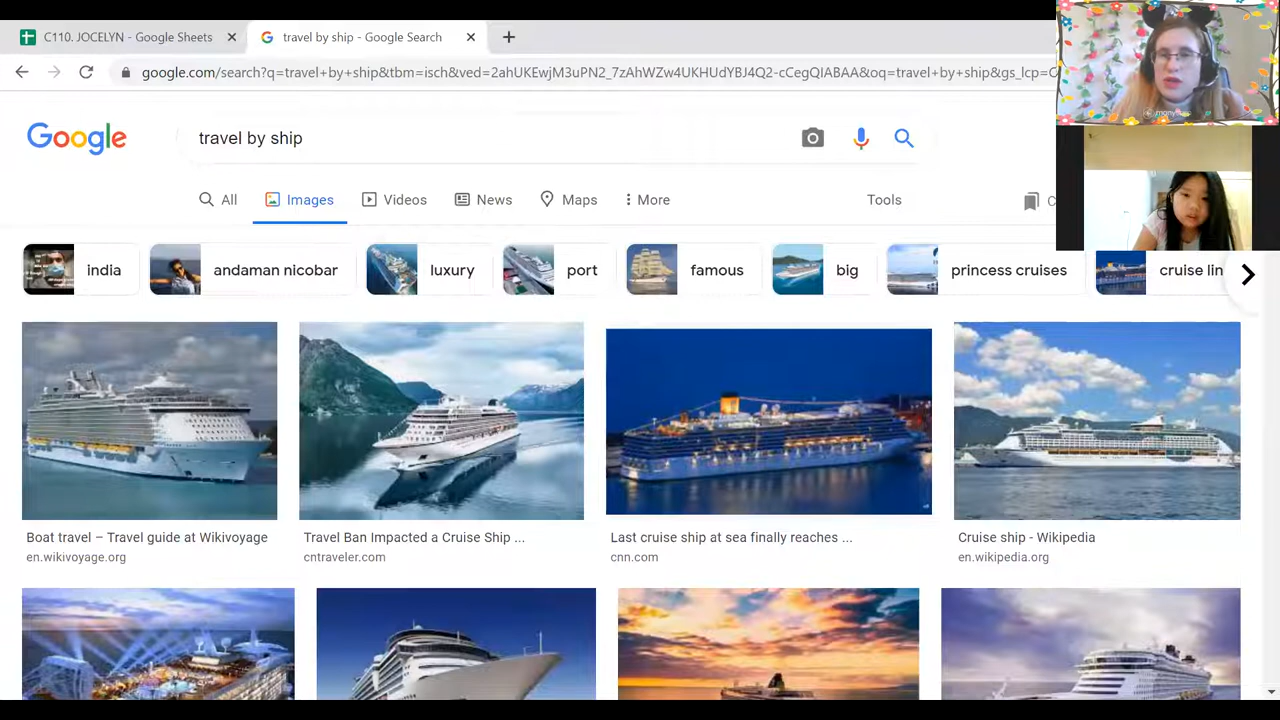 C110. JOCELYN - Google Sheets
travel by ship - Google Search
google.com/search?q=travel+by+ship&tbm=isch&ved=2ahUKEwjM3uPN2_7zAhWZw4UKHUdYBJ4Q2-cCegQIABAA&oq=travel+by+ship&gs_lcp=C
Google
travel by ship
All Images Videos News Maps More Tools C
india andaman nicobar luxury port famous big princess cruises cruise lin
Boat travel – Travel guide at Wikivoyage
en.wikivoyage.org
Travel Ban Impacted a Cruise Ship ...
cntraveler.com
Last cruise ship at sea finally reaches ...
cnn.com
Cruise ship - Wikipedia
en.wikipedia.org